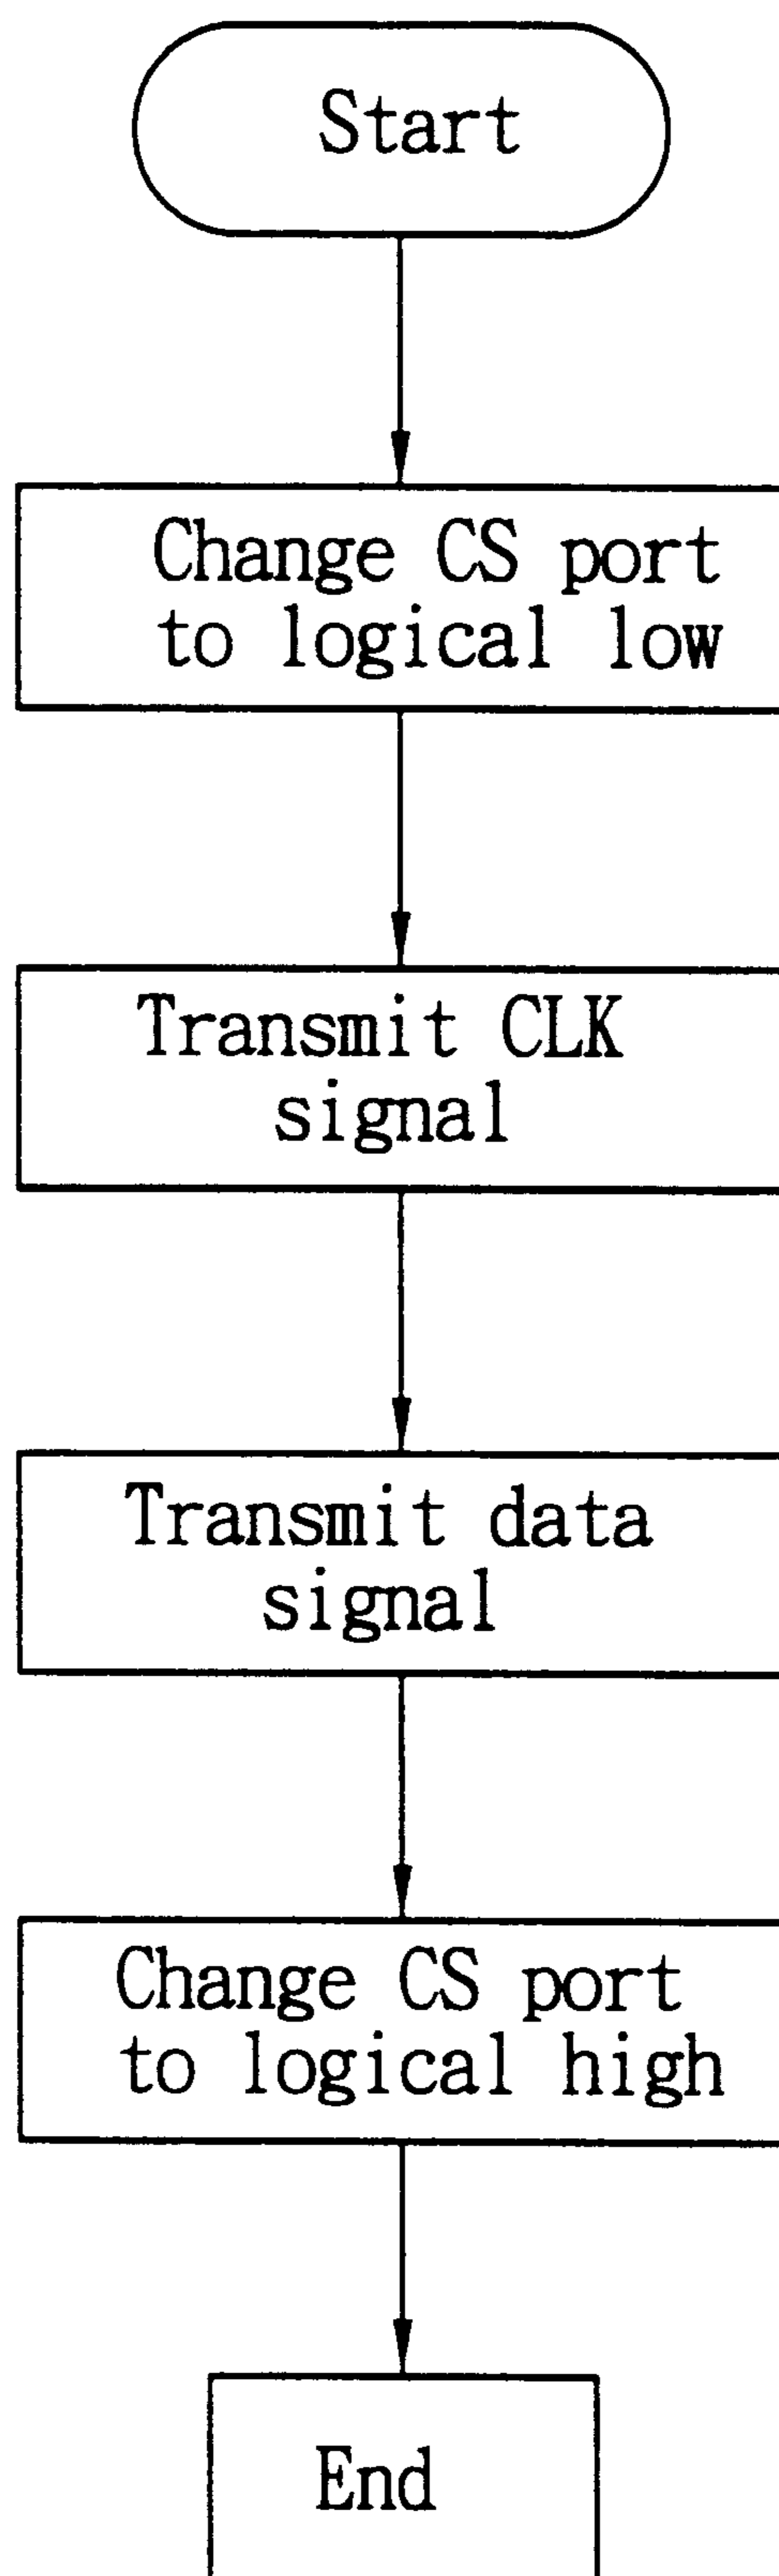 Start
Change CS port
to logical low
Transmit CLK
signal
Transmit data
signal
Change CS port
to logical high
End